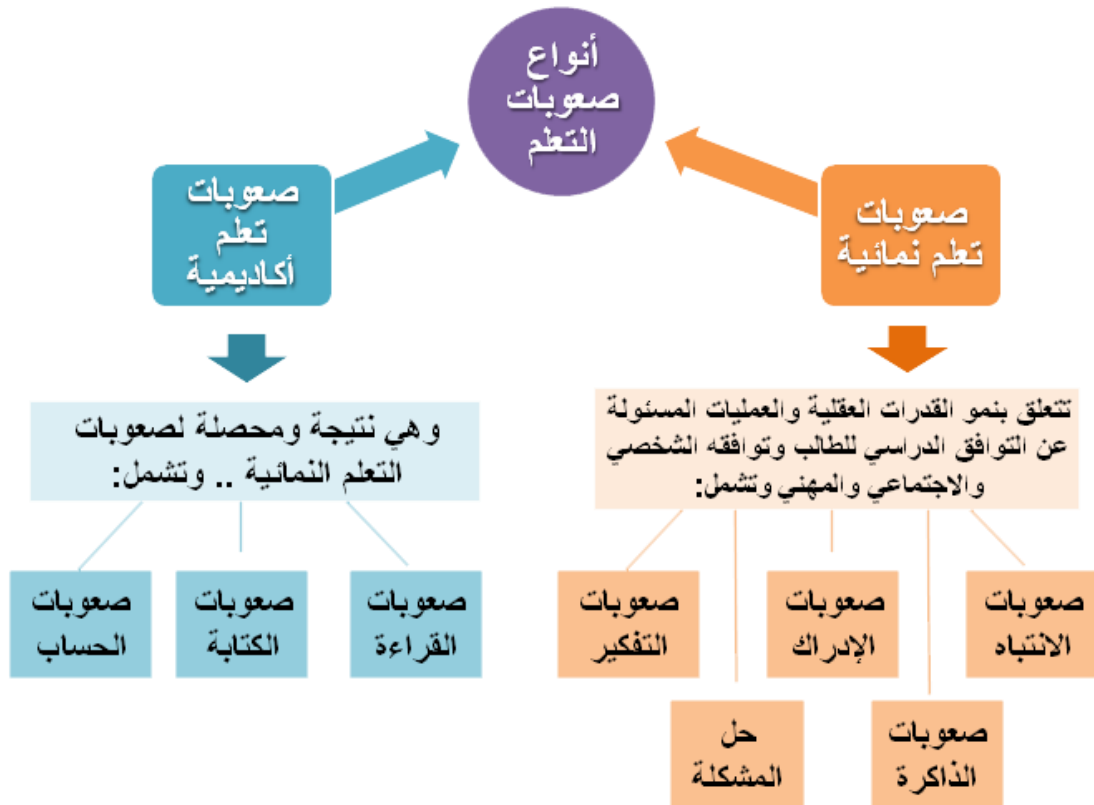 أنواع
صعوبات
التعلم
صعوبات
تعلم نمائية
صعوبات
تعلم
أكاديمية
تتعلق بنمو القدرات العقلية والعمليات المسئولة
عن التوافق الدراسي للطالب وتوافقه الشخصي
والاجتماعي والمهني وتشمل:
وهي نتيجة ومحصلة لصعوبات
التعلم النمائية .. وتشمل:
صعوبات
الانتباه
صعوبات
الإدراك
صعوبات
التفكير
صعوبات
الذاكرة
حل
المشكلة
صعوبات
القراءة
صعوبات
الكتابة
صعوبات
الحساب